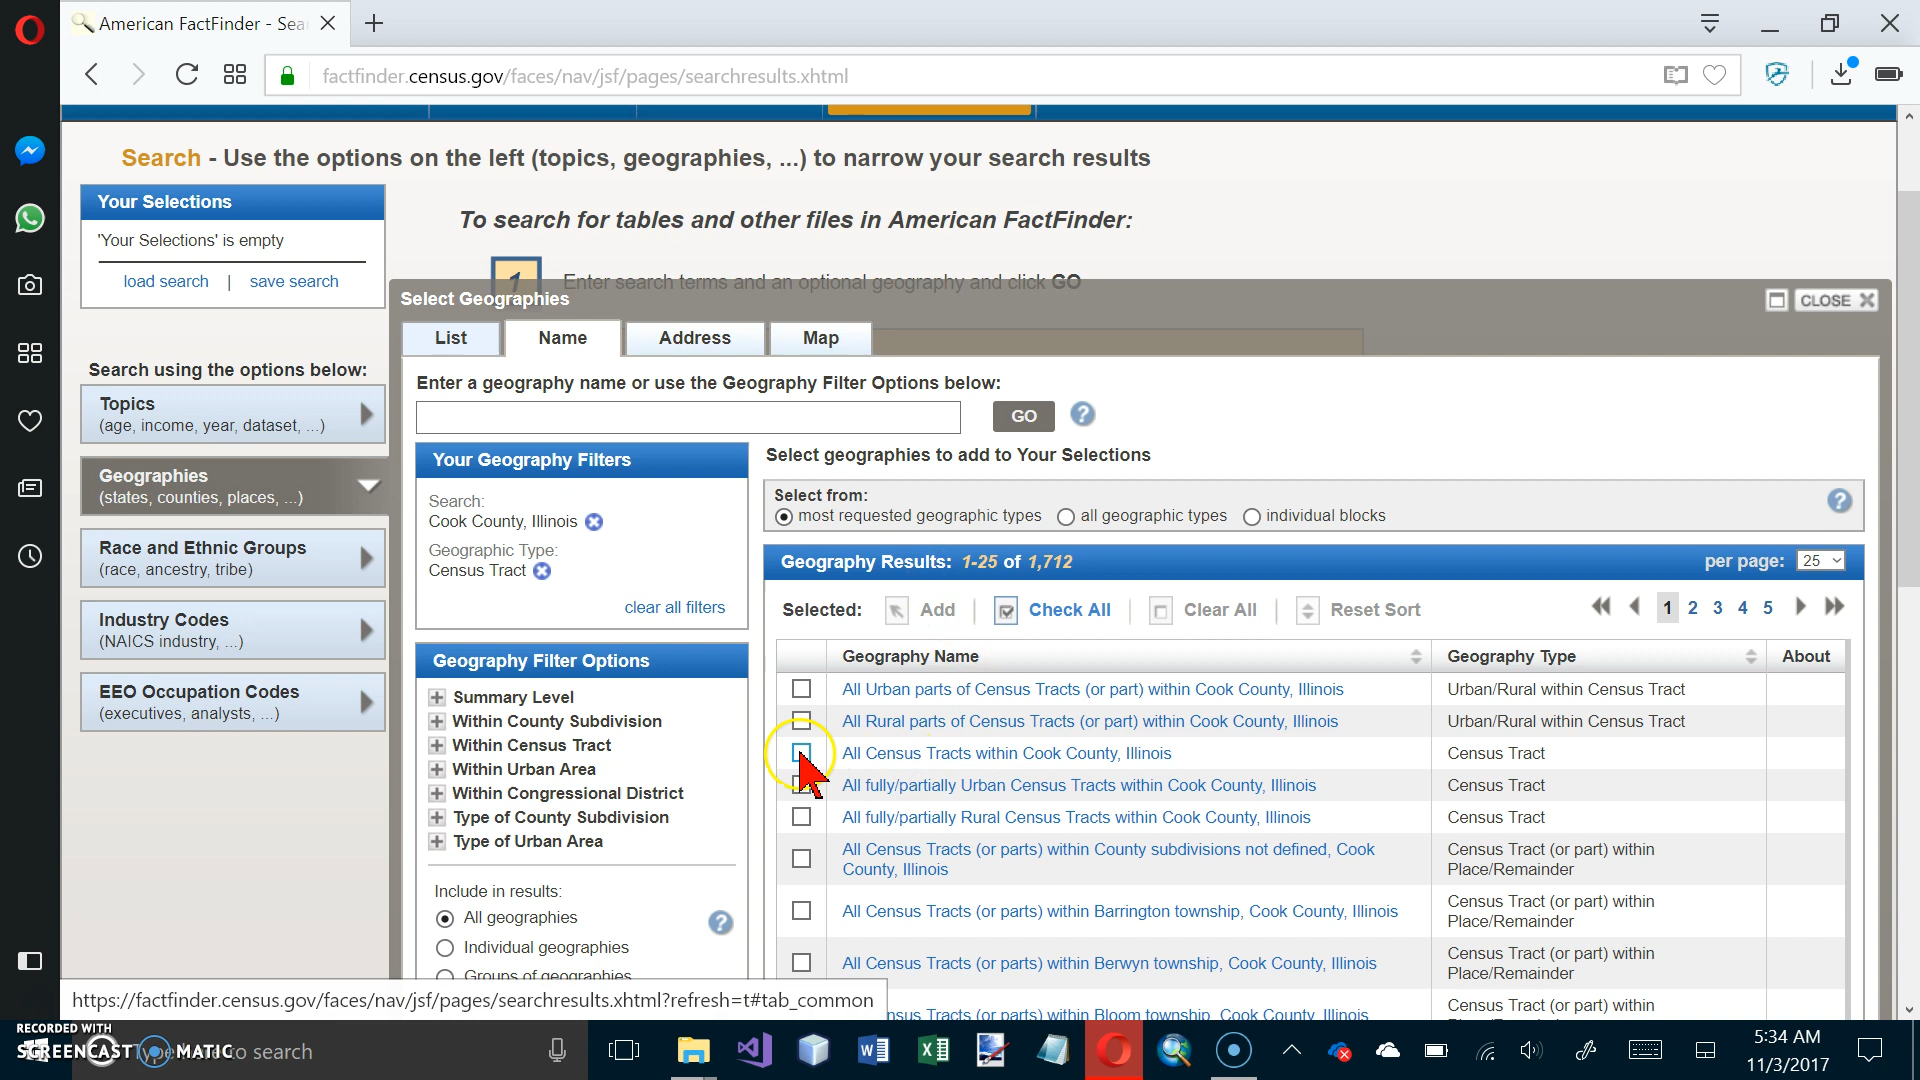 American FactFinder - Sea
factfinder.census.gov/faces/nav/jsf/pages/searchresults.xhtml
Search - Use the options on the left (topics, geographies, ...) to narrow your search results
Your Selections
'Your Selections' is empty
load search | save search
To search for tables and other files in American FactFinder:
1
Enter search terms and an optional geography and click GO
Select Geographies
CLOSE
List
Name
Address
Map
Search using the options below:
Topics
(age, income, year, dataset, ...)
Geographies
(states, counties, places, ...)
Race and Ethnic Groups
(race, ancestry, tribe)
Industry Codes
(NAICS industry, ...)
EEO Occupation Codes
(executives, analysts, ...)
Enter a geography name or use the Geography Filter Options below:
GO
Your Geography Filters
Search:
Cook County, Illinois
Geographic Type:
Census Tract
clear all filters
Geography Filter Options
Summary Level
Within County Subdivision
Within Census Tract
Within Urban Area
Within Congressional District
Type of County Subdivision
Type of Urban Area
Include in results:
All geographies
Individual geographies
Groups of geographies
Select geographies to add to Your Selections
Select from:
most requested geographic types all geographic types individual blocks
Geography Results: 1-25 of 1,712
per page: 25
Selected: Add | Check All | Clear All | Reset Sort
1 2 3 4 5
Geography Name Geography Type About
All Urban parts of Census Tracts (or part) within Cook County, Illinois Urban/Rural within Census Tract
All Rural parts of Census Tracts (or part) within Cook County, Illinois Urban/Rural within Census Tract
All Census Tracts within Cook County, Illinois Census Tract
All fully/partially Urban Census Tracts within Cook County, Illinois Census Tract
All fully/partially Rural Census Tracts within Cook County, Illinois Census Tract
All Census Tracts (or parts) within County subdivisions not defined, Cook County, Illinois
Census Tract (or part) within
Place/Remainder
All Census Tracts (or parts) within Barrington township, Cook County, Illinois
Census Tract (or part) within
Place/Remainder
All Census Tracts (or parts) within Berwyn township, Cook County, Illinois
Census Tract (or part) within
Place/Remainder
nsus Tracts (or parts) within Bloom township, Cook County, Illinois
Census Tract (or part) within
https://factfinder.census.gov/faces/nav/jsf/pages/searchresults.xhtml?refresh=t#tab_common
RECORDED WITH
SCREENCAST MATIC
to search
5:34 AM
11/3/2017